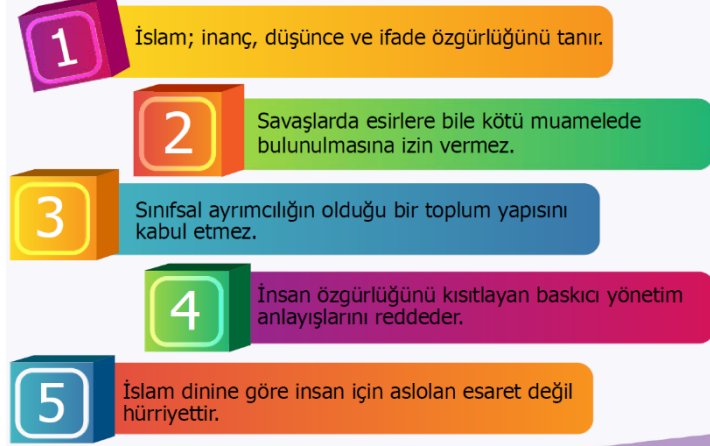 1
İslam; inanç, düşünce ve ifade özgürlüğünü tanır.
2
Savaşlarda esirlere bile kötü muamelede
bulunulmasına izin vermez.
3
Sınıfsal ayrımcılığın olduğu bir toplum yapısını
kabul etmez.
4
İnsan özgürlüğünü kısıtlayan baskıcı yönetim
anlayışlarını reddeder.
5
İslam dinine göre insan için aslolan esaret değil
hürriyettir.